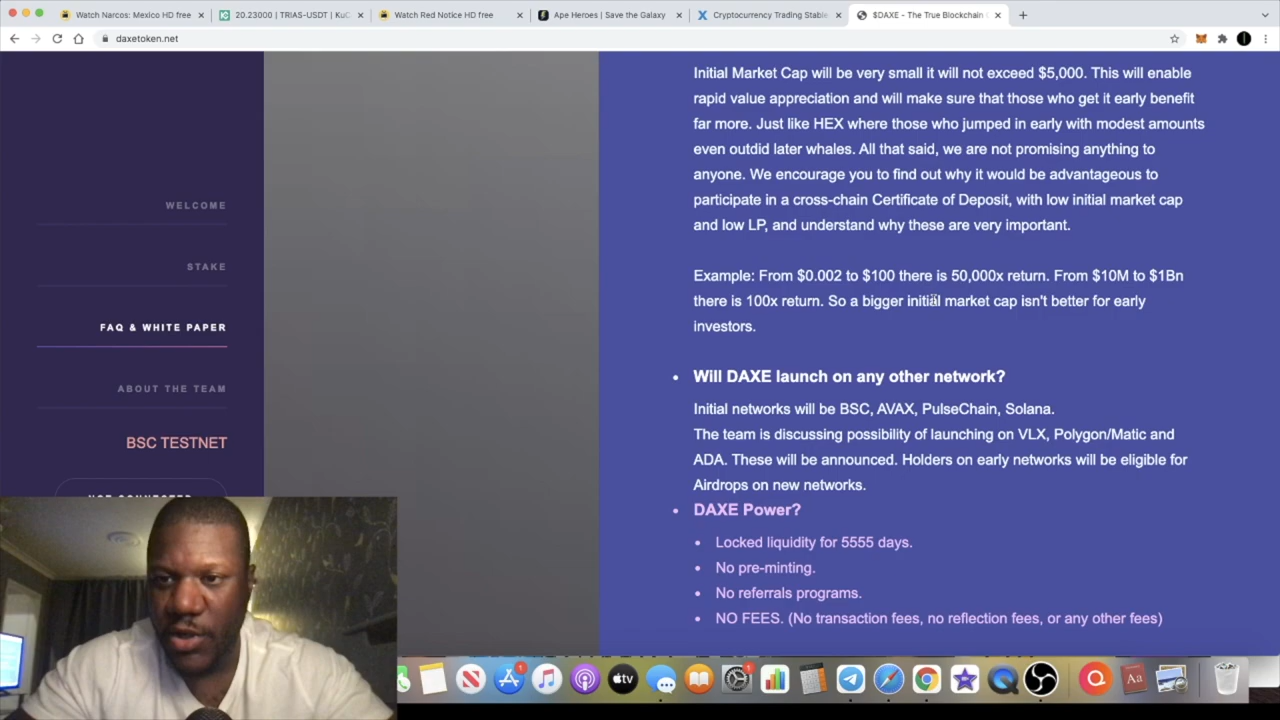 Watch Narcos: Mexico HD free
20.23000 | TRIAS-USDT | KuC
Watch Red Notice HD free
Ape Heroes | Save the Galaxy
Cryptocurrency Trading Stable
$DAXE - The True Blockchain
daxetoken.net
WELCOME
STAKE
FAQ & WHITE PAPER
ABOUT THE TEAM
BSC TESTNET
NOT CONNECTED
Initial Market Cap will be very small it will not exceed $5,000. This will enable
rapid value appreciation and will make sure that those who get it early benefit
far more. Just like HEX where those who jumped in early with modest amounts
even outdid later whales. All that said, we are not promising anything to
anyone. We encourage you to find out why it would be advantageous to
participate in a cross-chain Certificate of Deposit, with low initial market cap
and low LP, and understand why these are very important.
Example: From $0.002 to $100 there is 50,000x return. From $10M to $1Bn
there is 100x return. So a bigger initial market cap isn't better for early
investors.
Will DAXE launch on any other network?
Initial networks will be BSC, AVAX, PulseChain, Solana.
The team is discussing possibility of launching on VLX, Polygon/Matic and
ADA. These will be announced. Holders on early networks will be eligible for
Airdrops on new networks.
DAXE Power?
Locked liquidity for 5555 days.
No pre-minting.
No referrals programs.
NO FEES. (No transaction fees, no reflection fees, or any other fees)
tv
1
1
Aa